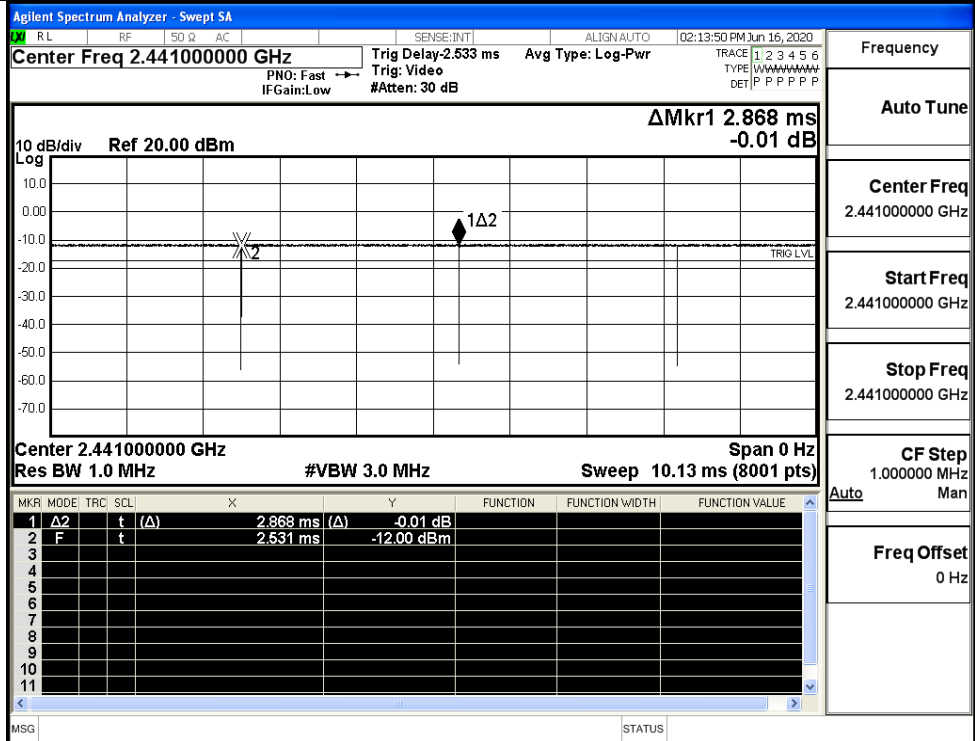 Agilent Spectrum Analyzer - Swept SA
LXI RL RF 50 Ω AC SENSE:INT ALIGN AUTO 02:13:50 PM Jun 16, 2020
Center Freq 2.441000000 GHz
PNO: Fast
IFGain:Low
Trig Delay-2.533 ms
Trig: Video
#Atten: 30 dB
Avg Type: Log-Pwr
TRACE 1 2 3 4 5 6
TYPE WWWWWW
DET P P P P P P
ΔMkr1 2.868 ms
-0.01 dB
10 dB/div Ref 20.00 dBm
Log
10.0
0.00
-10.0
-20.0
-30.0
-40.0
-50.0
-60.0
-70.0
1Δ2
2
TRIG LVL
Center 2.441000000 GHz Span 0 Hz
Res BW 1.0 MHz #VBW 3.0 MHz Sweep 10.13 ms (8001 pts)
MKR MODE TRC SCL X Y FUNCTION FUNCTION WIDTH FUNCTION VALUE
1 Δ2 t (Δ) 2.868 ms (Δ) -0.01 dB
2 F t 2.531 ms -12.00 dBm
3
4
5
6
7
8
9
10
11
MSG STATUS
Frequency
Auto Tune
Center Freq
2.441000000 GHz
Start Freq
2.441000000 GHz
Stop Freq
2.441000000 GHz
CF Step
1.000000 MHz
Auto Man
Freq Offset
0 Hz